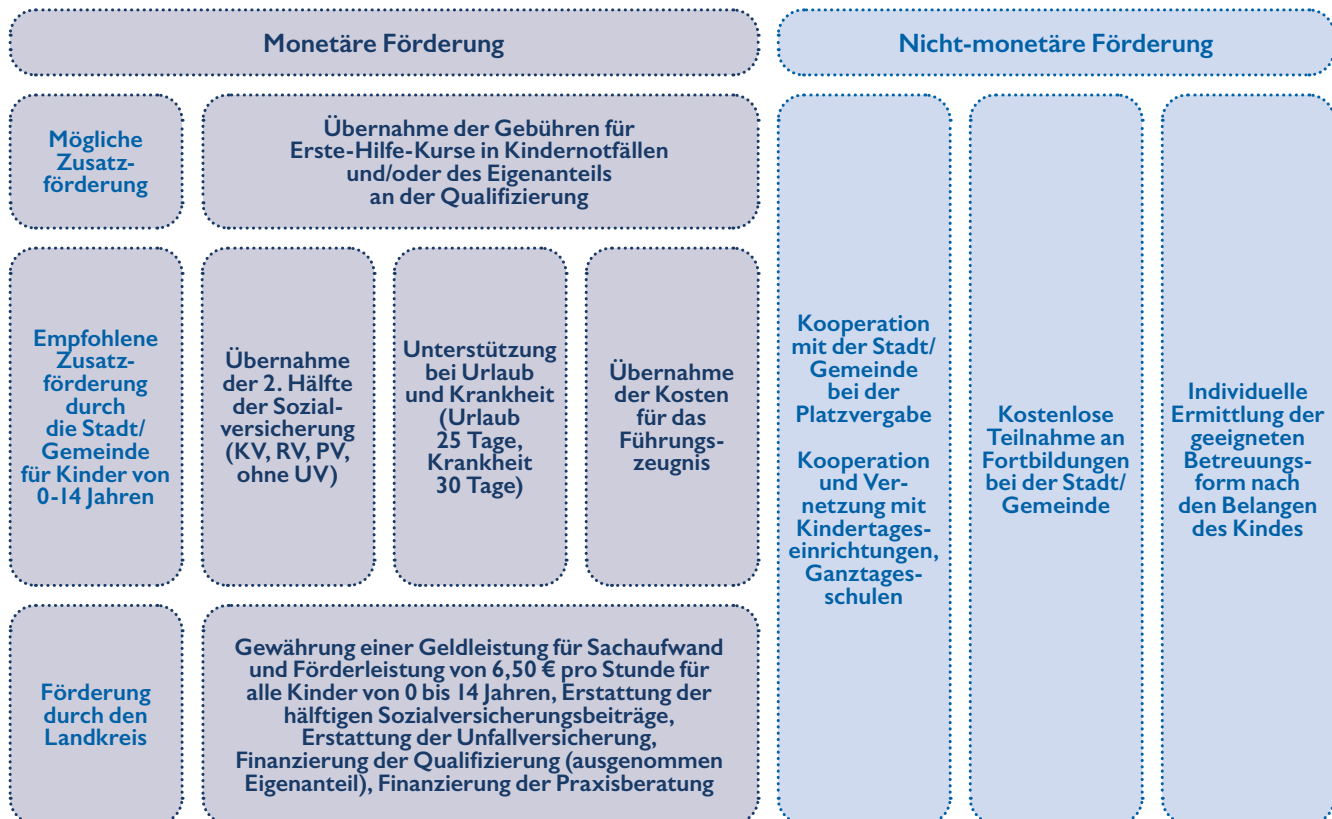 Monetäre Förderung
Nicht-monetäre Förderung
Mögliche
Zusatz-
förderung
Übernahme der Gebühren für
Erste-Hilfe-Kurse in Kindernotfällen
und/oder des Eigenanteils
an der Qualifizierung
Empfohlene
Zusatz-
förderung
durch
die Stadt/
Gemeinde
für Kinder von
0-14 Jahren
Übernahme
der 2. Hälfte
der Sozial-
versicherung
(KV, RV, PV,
ohne UV)
Unterstützung
bei Urlaub
und Krankheit
(Urlaub
25 Tage,
Krankheit
30 Tage)
Übernahme
der Kosten
für das
Führungs-
zeugnis
Förderung
durch den
Landkreis
Gewährung einer Geldleistung für Sachaufwand
und Förderleistung von 6,50 € pro Stunde für
alle Kinder von 0 bis 14 Jahren, Erstattung der
hälftigen Sozialversicherungsbeiträge,
Erstattung der Unfallversicherung,
Finanzierung der Qualifizierung (ausgenommen
Eigenanteil), Finanzierung der Praxisberatung
Kooperation
mit der Stadt/
Gemeinde
bei der
Platzvergabe
Kooperation
und Ver-
netzung mit
Kindertages-
einrichtungen,
Ganztages-
schulen
Kostenlose
Teilnahme an
Fortbildungen
bei der Stadt/
Gemeinde
Individuelle
Ermittlung der
geeigneten
Betreuungs-
form nach
den Belangen
des Kindes